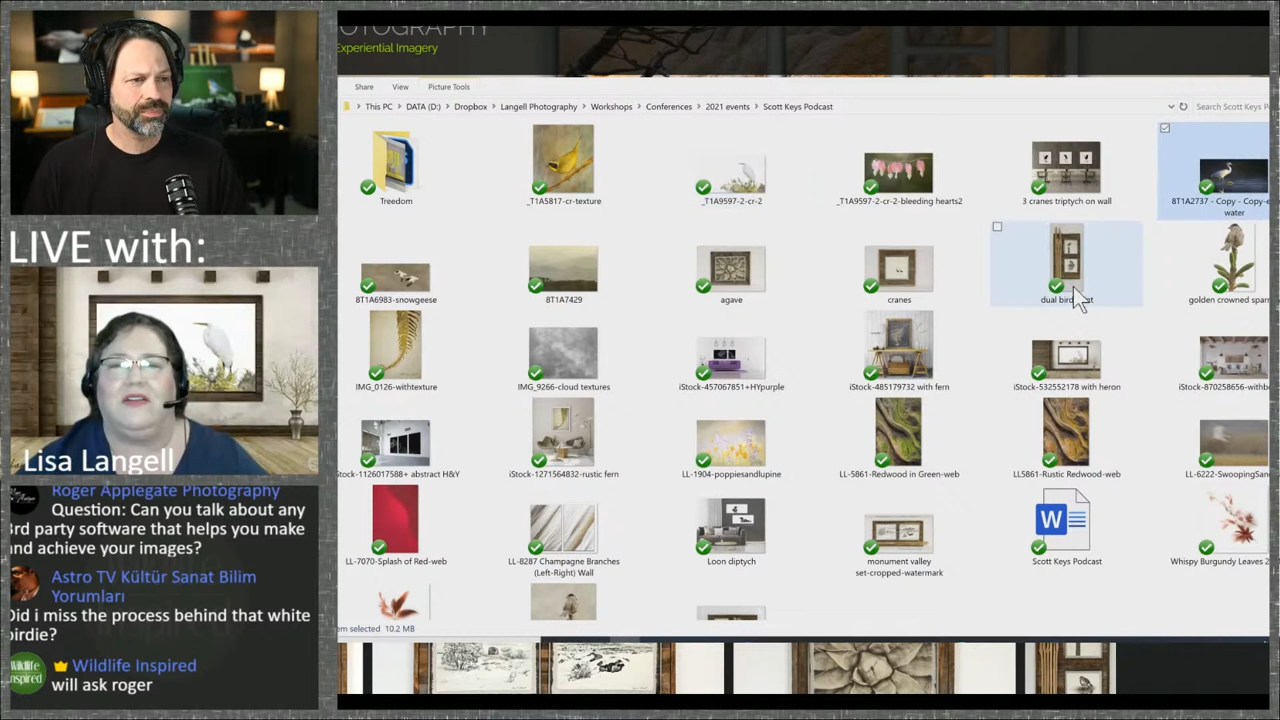 OTOGRAPHY
Experiential Imagery
Share View Picture Tools
This PC DATA (D:) Dropbox Langell Photography Workshops Conferences 2021 events Scott Keys Podcast
Search Scott Keys Po
Treedom
_T1A5817-cr-texture
_T1A9597-2-cr-2
_T1A9597-2-cr-2-bleeding hearts2
3 cranes triptych on wall
8T1A2737 - Copy - Copy-e
water
8T1A6983-snowgeese
8T1A7429
agave
cranes
dual bird
golden crowned spar
IMG_0126-withtexture
IMG_9266-cloud textures
iStock-457067851+HYpurple
iStock-485179732 with fern
iStock-532552178 with heron
iStock-870258656-withb
Stock-1126017588+ abstract H&Y
iStock-1271564832-rustic fern
LL-1904-poppiesandlupine
LL-5861-Redwood in Green-web
LL5861-Rustic Redwood-web
LL-6222-SwoopingSan
LL-7070-Splash of Red-web
LL-8287 Champagne Branches
(Left-Right) Wall
Loon diptych
monument valley
set-cropped-watermark
W
Scott Keys Podcast
Whispy Burgundy Leaves 2
em selected 10.2 MB
LIVE with:
Lisa Langell
Roger Applegate Photography
Question: Can you talk about any
3rd party software that helps you make
and achieve your images?
Astro TV Kültür Sanat Bilim
Yorumları
Did i missthe process behind that white
birdie?
Wildlife Inspired
will ask roger